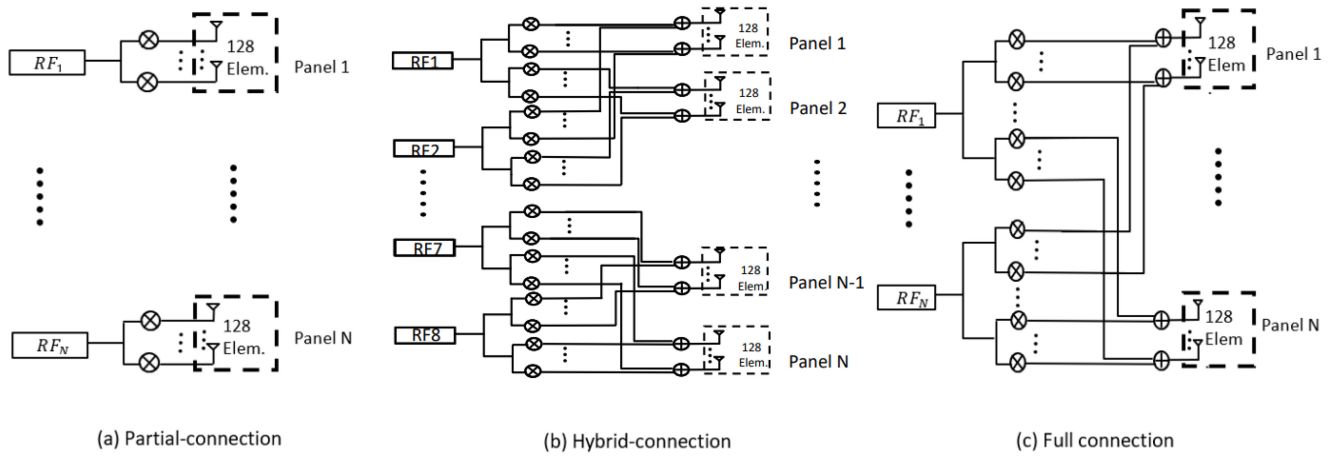 RF₁
128
Elem.
Panel 1
RF_N
128
Elem.
Panel N
(a) Partial-connection
RF1
128
Elem.
Panel 1
128
Elem.
Panel 2
RF2
RF7
128
Elem.
Panel N-1
RF8
128
Elem.
Panel N
(b) Hybrid-connection
128
Elem
Panel 1
RF₁
RF_N
128
Elem
Panel N
(c) Full connection